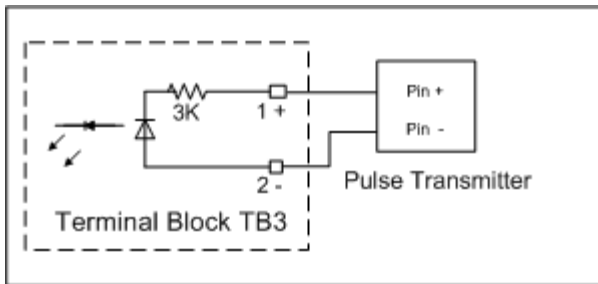 3K
1 +
Pin +
Pin -
2 -
Pulse Transmitter
Terminal Block TB3